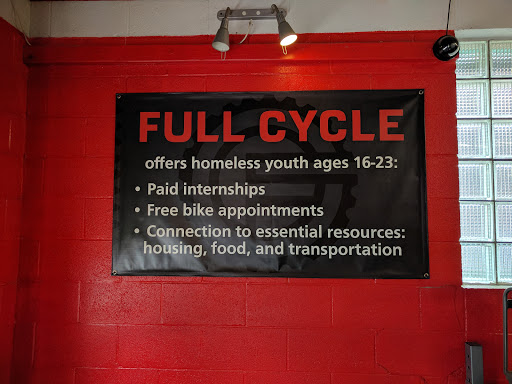 FULL CYCLE
offers homeless youth ages 16-23:
• Paid internships
• Free bike appointments
• Connection to essential resources:
housing, food, and transportation